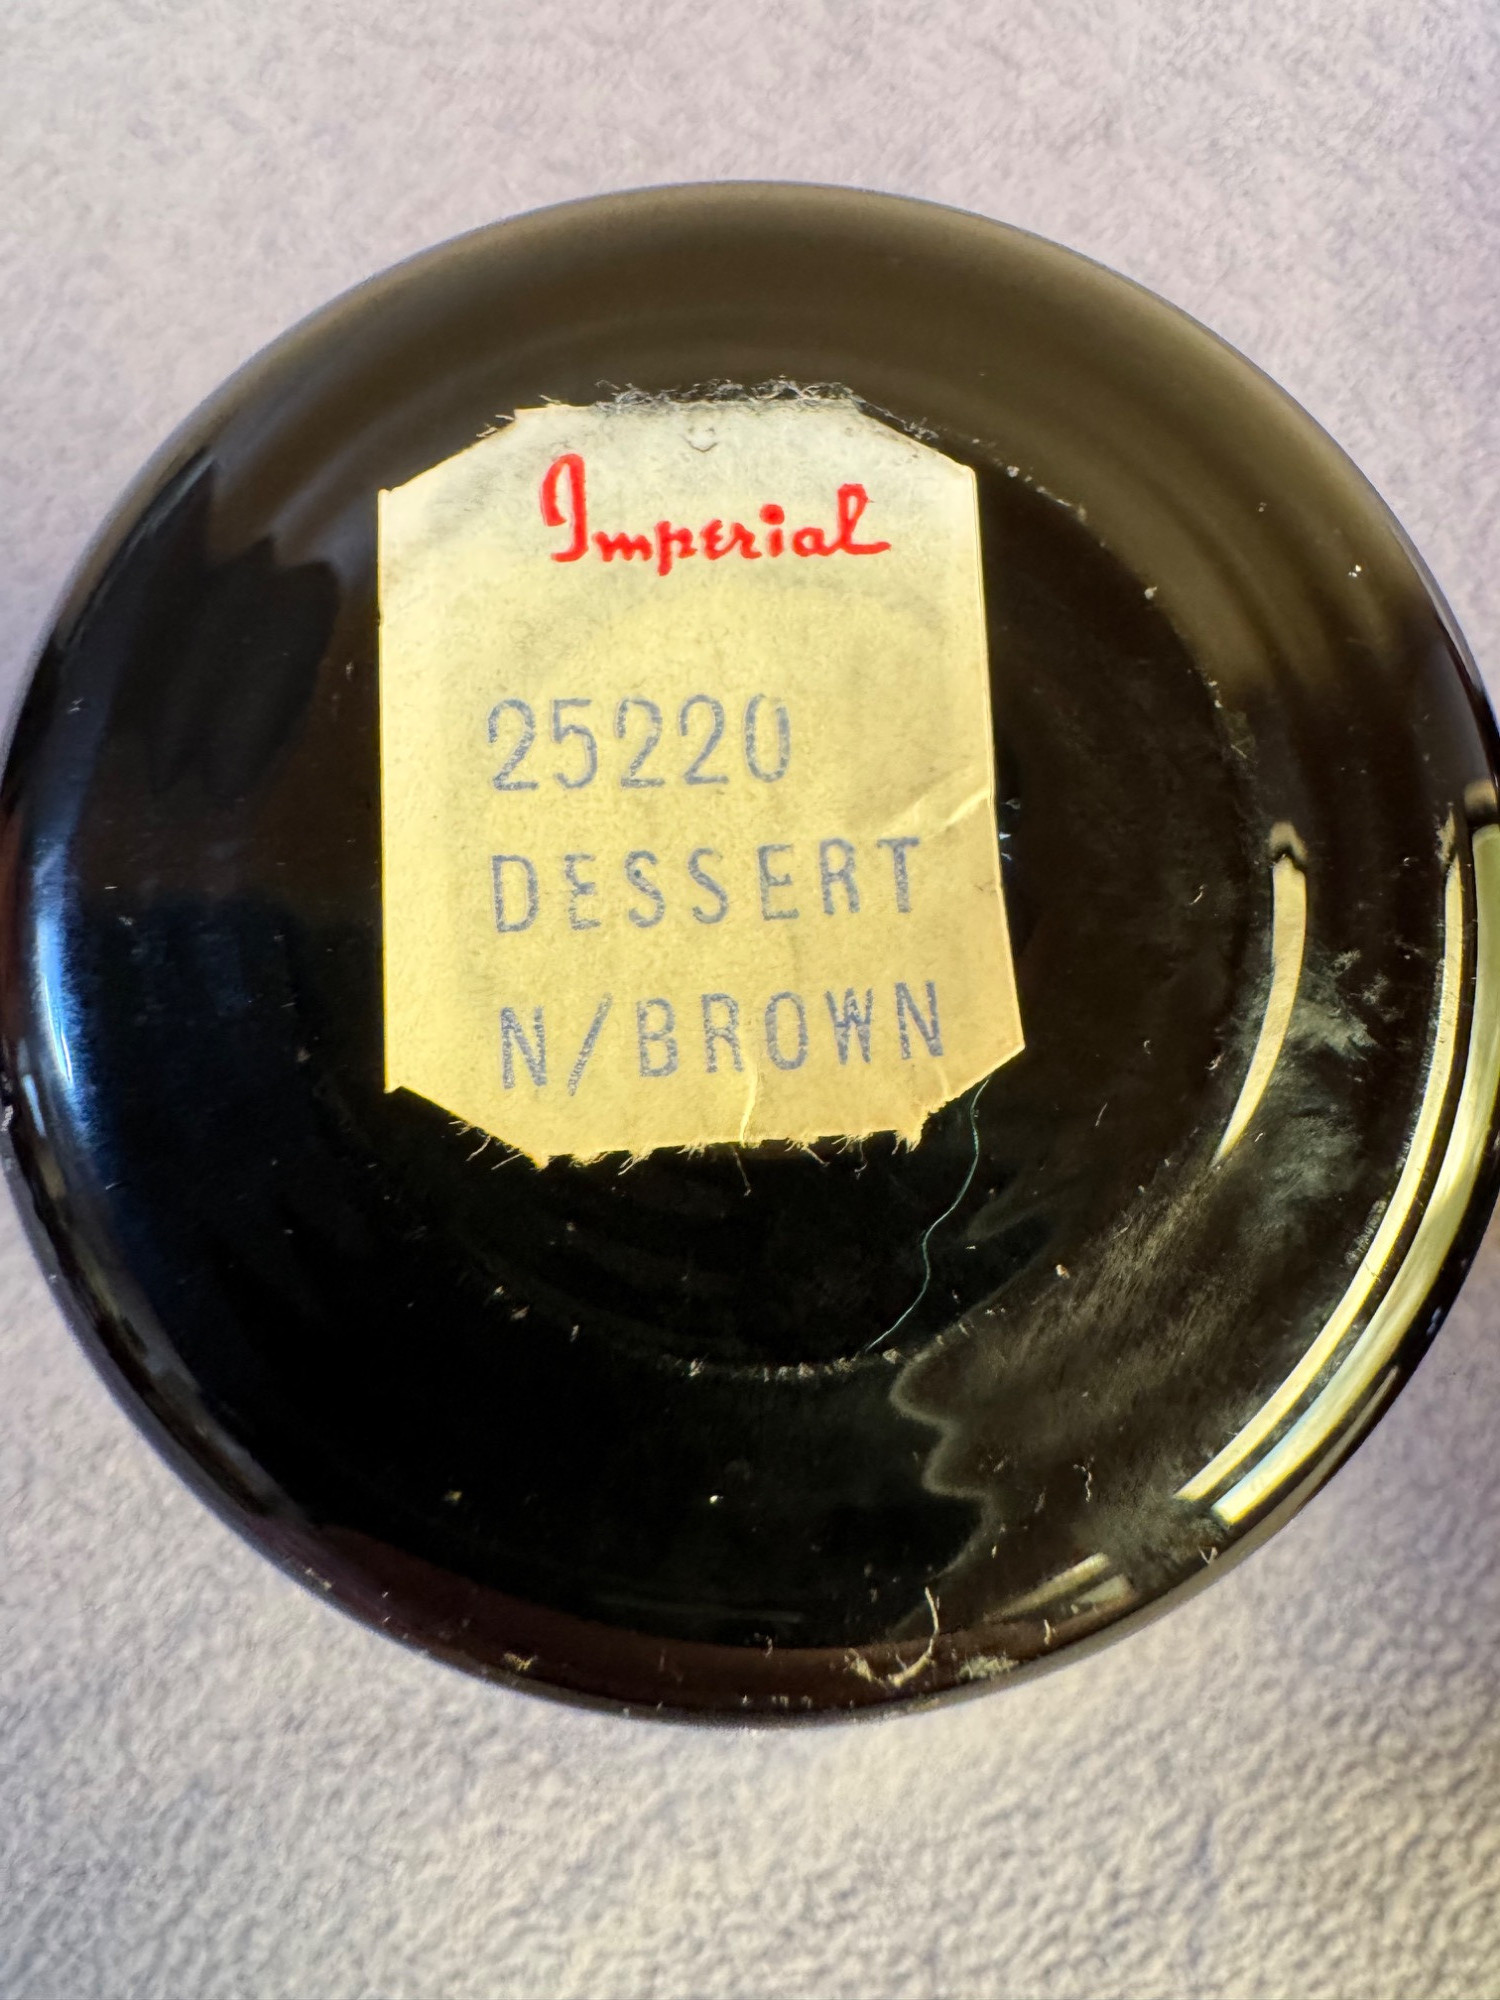 Imperial
25220
DESSERT
N/BROWN